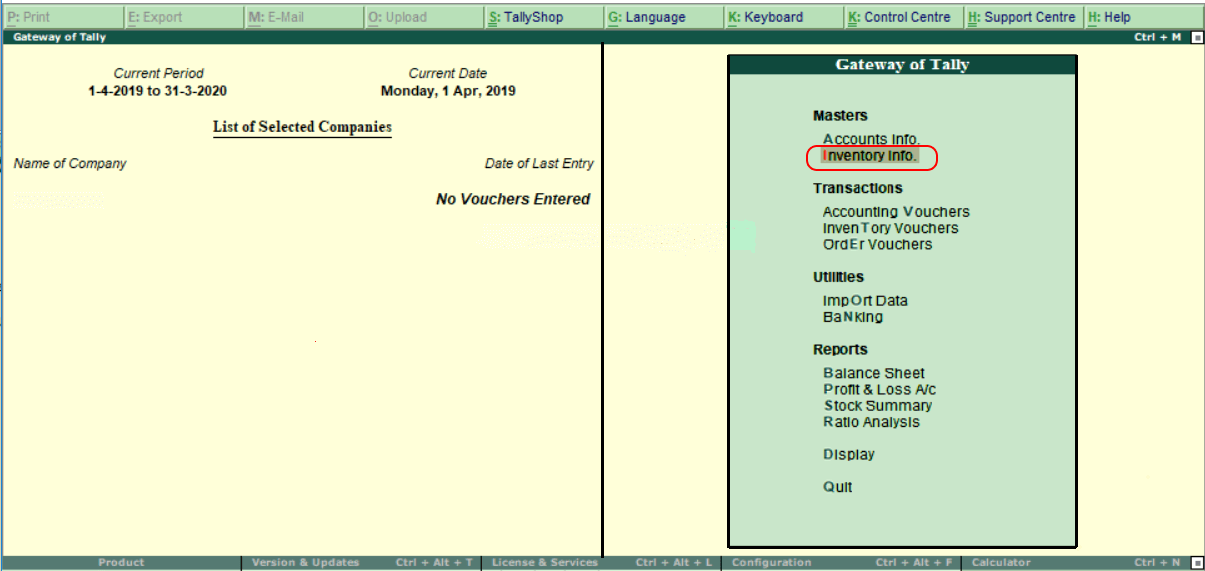 P: Print E: Export M: E-Mail O: Upload S: TallyShop G: Language K: Keyboard K: Control Centre H: Support Centre H: Help
Gateway of Tally Ctrl + M
Current Period Current Date
1-4-2019 to 31-3-2020 Monday, 1 Apr, 2019
List of Selected Companies
Name of Company Date of Last Entry
No Vouchers Entered
Gateway of Tally
Masters
Accounts Info.
Inventory Info.
Transactions
Accounting Vouchers
InvenTory Vouchers
OrdEr Vouchers
Utilities
ImpOrt Data
BaNking
Reports
Balance Sheet
Profit & Loss A/c
Stock Summary
Ratio Analysis
Display
Quit
Product Version & Updates Ctrl + Alt + T License & Services Ctrl + Alt + L Configuration Ctrl + Alt + F Calculator Ctrl + N